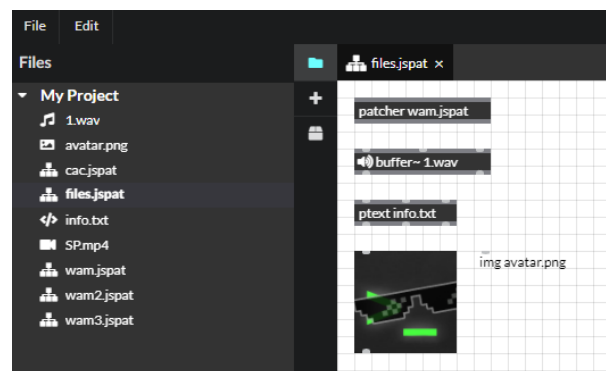 File Edit
Files
files.jspat ×
My Project
1.wav
avatar.png
cac.jspat
files.jspat
info.txt
SP.mp4
wam.jspat
wam2.jspat
wam3.jspat
patcher wam.jspat
buffer~ 1.wav
ptext info.txt
img avatar.png